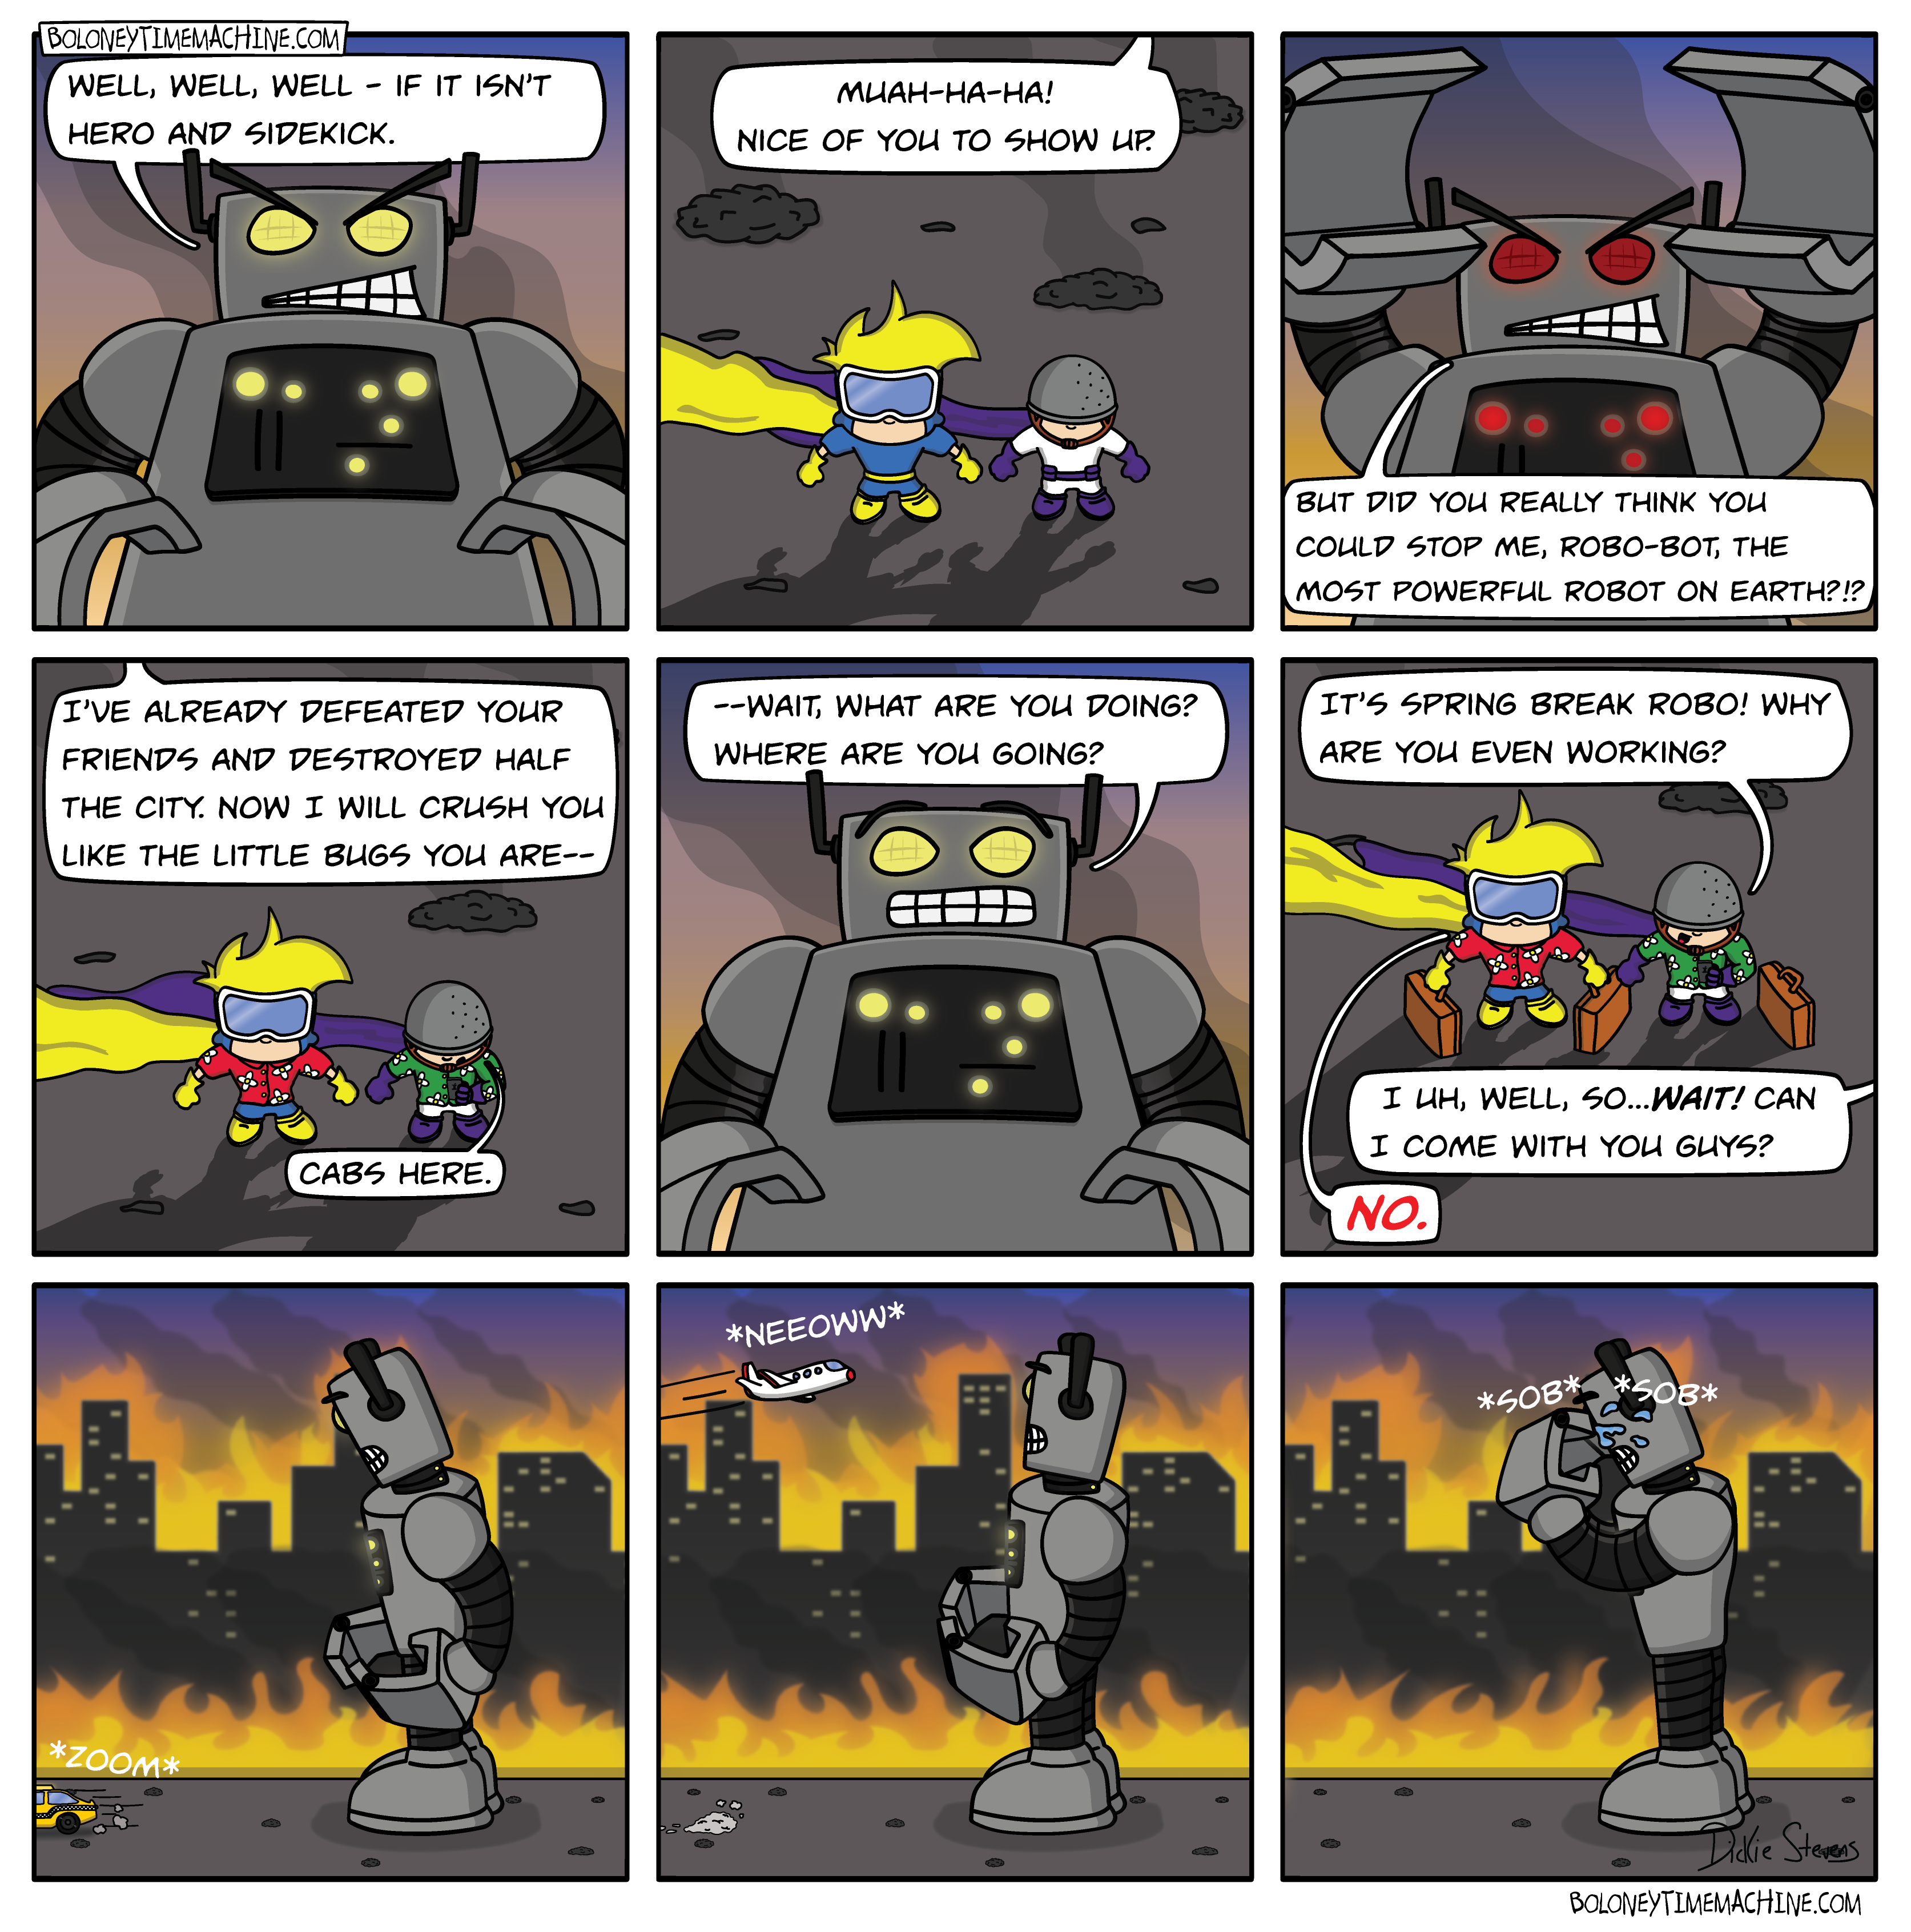 BOLONEYTIMEMACHINE.COM
WELL, WELL, WELL - IF IT ISN'T
HERO AND SIDEKICK.
MUAH-HA-HA!
NICE OF YOU TO SHOW UP.
BUT DID YOU REALLY THINK YOU
COULD STOP ME, ROBO-BOT, THE
MOST POWERFUL ROBOT ON EARTH?!?
I'VE ALREADY DEFEATED YOUR
FRIENDS AND DESTROYED HALF
THE CITY. NOW I WILL CRUSH YOU
LIKE THE LITTLE BUGS YOU ARE--
CABS HERE.
--WAIT, WHAT ARE YOU DOING?
WHERE ARE YOU GOING?
IT'S SPRING BREAK ROBO! WHY
ARE YOU EVEN WORKING?
I UH, WELL, SO...WAIT! CAN
I COME WITH YOU GUYS?
NO.
*ZOOM*
*NEEOWW*
*SOB* *SOB*
Dickie Stevens
BOLONEYTIMEMACHINE.COM